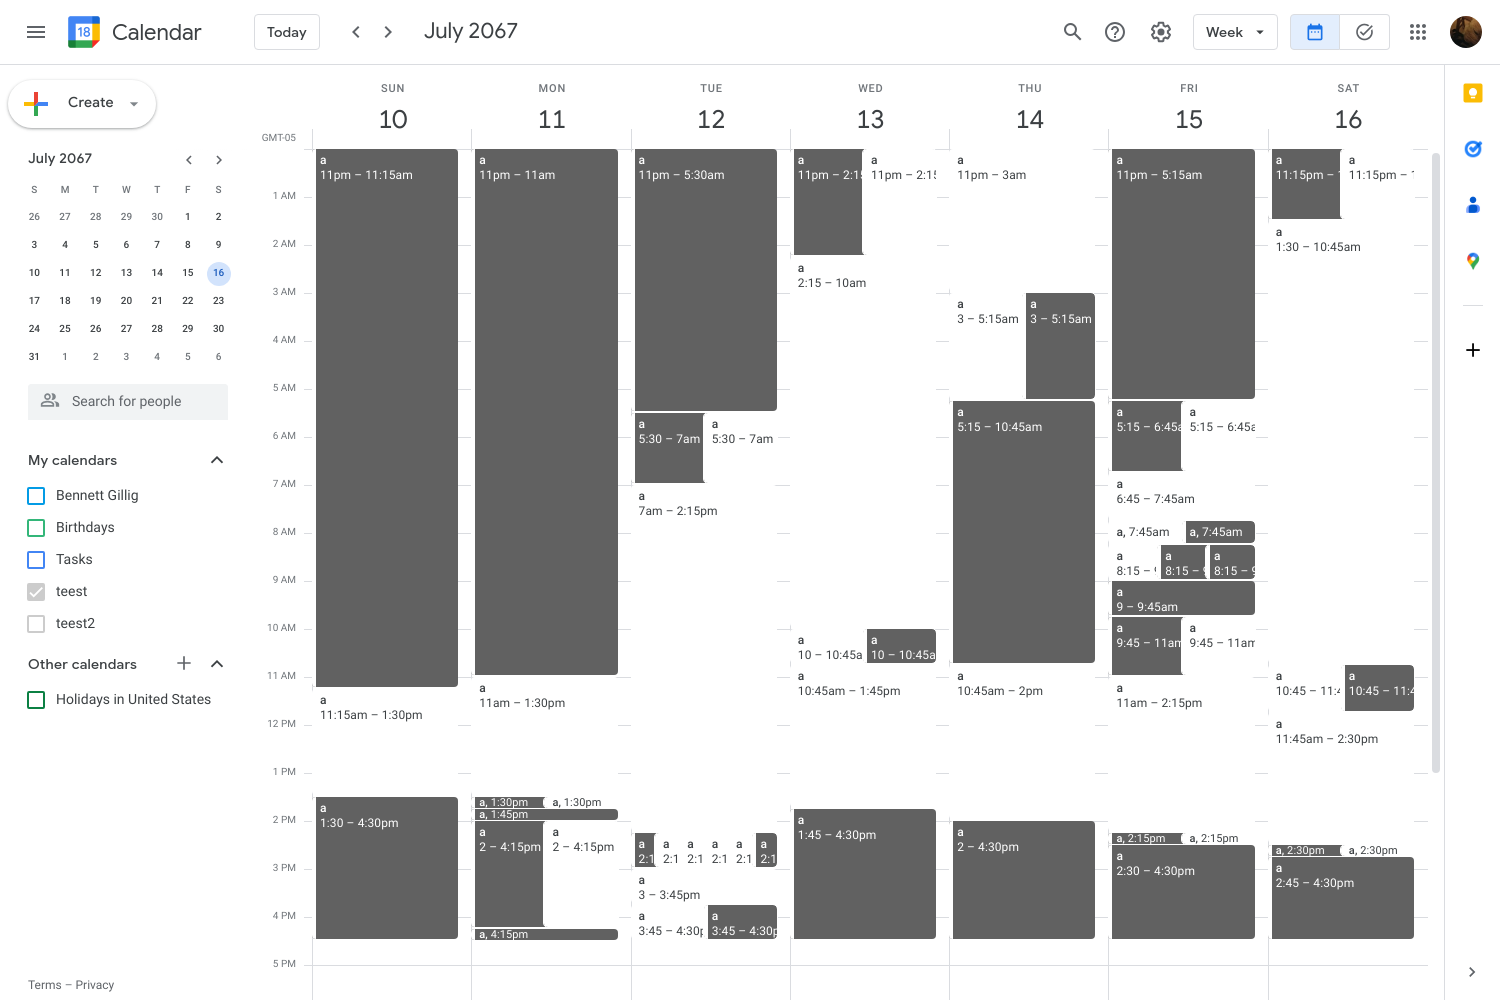 18 Calendar Today July 2067 Week
Create
July 2067
S M T W T F S
26 27 28 29 30 1 2
3 4 5 6 7 8 9
10 11 12 13 14 15 16
17 18 19 20 21 22 23
24 25 26 27 28 29 30
31 1 2 3 4 5 6
Search for people
My calendars
Bennett Gillig
Birthdays
Tasks
teest
teest2
Other calendars
Holidays in United States
Terms – Privacy
SUN MON TUE WED THU FRI SAT
10 11 12 13 14 15 16
GMT-05
1 AM
2 AM
3 AM
4 AM
5 AM
6 AM
7 AM
8 AM
9 AM
10 AM
11 AM
12 PM
1 PM
2 PM
3 PM
4 PM
5 PM
a
11pm – 11:15am
a
11:15am – 1:30pm
a
1:30 – 4:30pm
a
11pm – 11am
a
11am – 1:30pm
a, 1:30pm
a, 1:30pm
a, 1:45pm
a
2 – 4:15pm
a
2 – 4:15pm
a, 4:15pm
a
11pm – 5:30am
a
5:30 – 7am
a
5:30 – 7am
a
7am – 2:15pm
a
2:1
a
2:1
a
2:1
a
2:1
a
2:1
a
2:1
a
3 – 3:45pm
a
3:45 – 4:30p
a
3:45 – 4:30p
a
11pm – 2:15
a
11pm – 2:15
a
2:15 – 10am
a
10 – 10:45a
a
10 – 10:45a
a
10:45am – 1:45pm
a
1:45 – 4:30pm
a
11pm – 3am
a
3 – 5:15am
a
3 – 5:15am
a
5:15 – 10:45am
a
10:45am – 2pm
a
2 – 4:30pm
a
11pm – 5:15am
a
5:15 – 6:45a
a
5:15 – 6:45a
a
6:45 – 7:45am
a, 7:45am
a, 7:45am
a
8:15 – 9
a
8:15 – 9
a
8:15 – 9
a
9 – 9:45am
a
9:45 – 11am
a
9:45 – 11am
a
11am – 2:15pm
a, 2:15pm
a, 2:15pm
a
2:30 – 4:30pm
a
11:15pm – 1
a
11:15pm – 1
a
1:30 – 10:45am
a
10:45 – 11:4
a
10:45 – 11:4
a
11:45am – 2:30pm
a, 2:30pm
a, 2:30pm
a
2:45 – 4:30pm